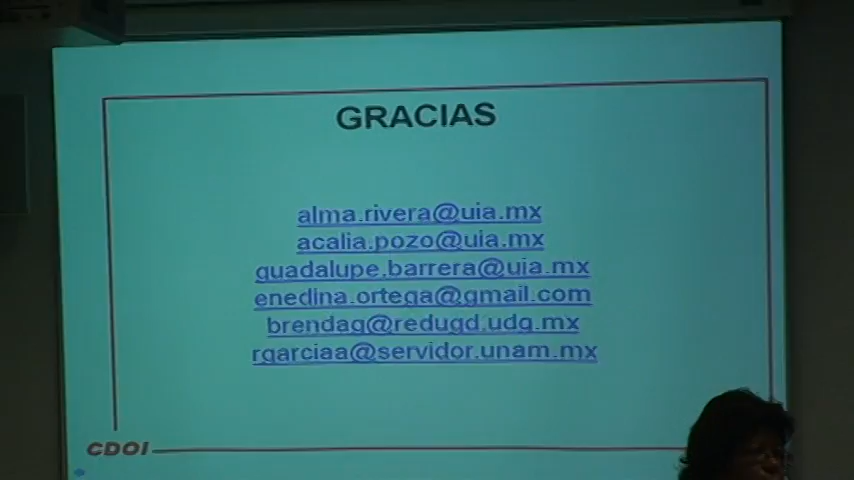 GRACIAS
alma.rivera@uia.mx
acalia.pozo@uia.mx
guadalupe.barrera@uia.mx
enedina.ortega@gmail.com
brendag@redugd.udg.mx
rgarciaa@servidor.unam.mx
CDOI